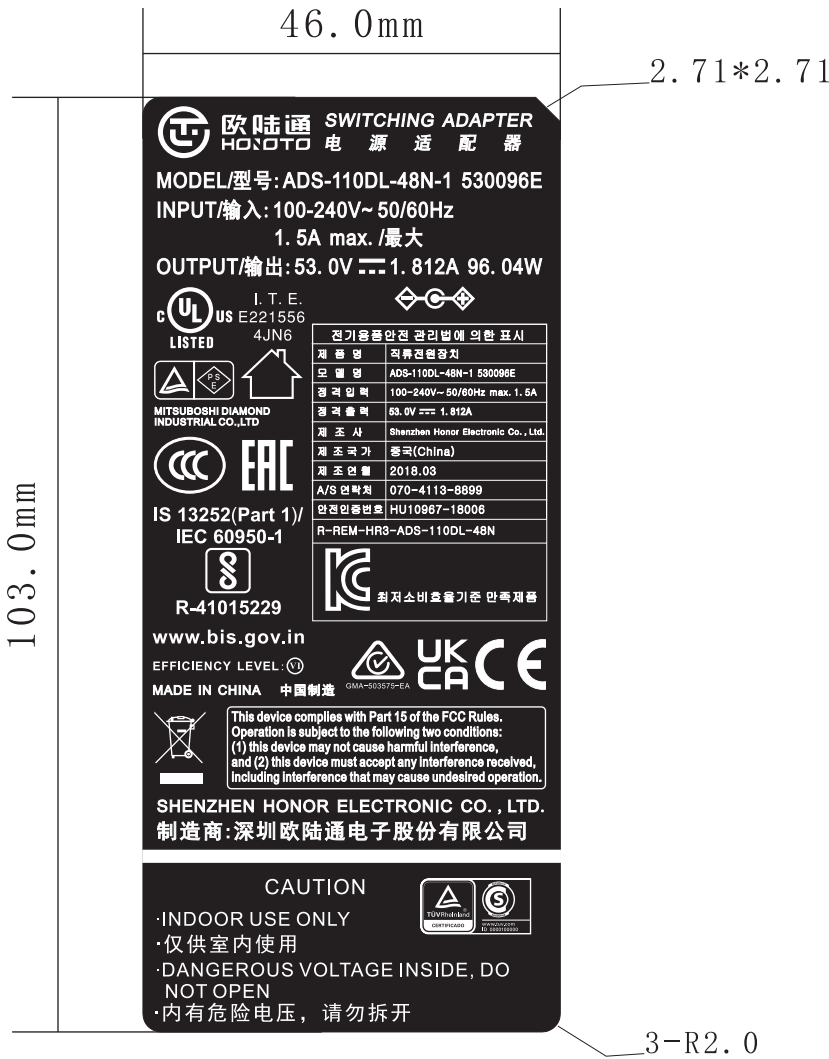 46.0mm
2.71*2.71
欧陆通 SWITCHING ADAPTER
HONOTO 电源适配器
MODEL/型号:ADS-110DL-48N-1 530096E
INPUT/输入:100-240V~50/60Hz
1.5A max./最大
OUTPUT/输出:53.0V 1.812A 96.04W
C UL US
LISTED
I.T.E.
E221556
4JN6
PS
E
MITSUBOSHI DIAMOND
INDUSTRIAL CO.,LTD
CCC EAC
IS 13252(Part 1)/
IEC 60950-1
R-41015229
www.bis.gov.in
EFFICIENCY LEVEL:VI
MADE IN CHINA 中国制造
전기용품안전 관리법에 의한 표시
제 품 명 직류전원장치
모 델 명 ADS-110DL-48N-1 530096E
정격입력 100-240V~50/60Hz max.1.5A
정격출력 53.0V 1.812A
제 조 사 Shenzhen Honor Electronic Co.,Ltd.
제조국가 중국(China)
제조연월 2018.03
A/S연락처 070-4113-8899
안전인증번호 HU10967-18006
R-REM-HR3-ADS-110DL-48N
KC 최저소비효율기준 만족제품
GMA-503575-EA
UK
CA CE
This device complies with Part 15 of the FCC Rules.
Operation is subject to the following two conditions:
(1) this device may not cause harmful interference,
and (2) this device must accept any interference received,
including interference that may cause undesired operation.
SHENZHEN HONOR ELECTRONIC CO.,LTD.
制造商:深圳欧陆通电子股份有限公司
103.0mm
CAUTION
TÜVRheinland
CERTIFICADO
S
www.tuv.com
ID 0000100000
·INDOOR USE ONLY
·仅供室内使用
·DANGEROUS VOLTAGE INSIDE, DO
NOT OPEN
·内有危险电压，请勿拆开
3-R2.0